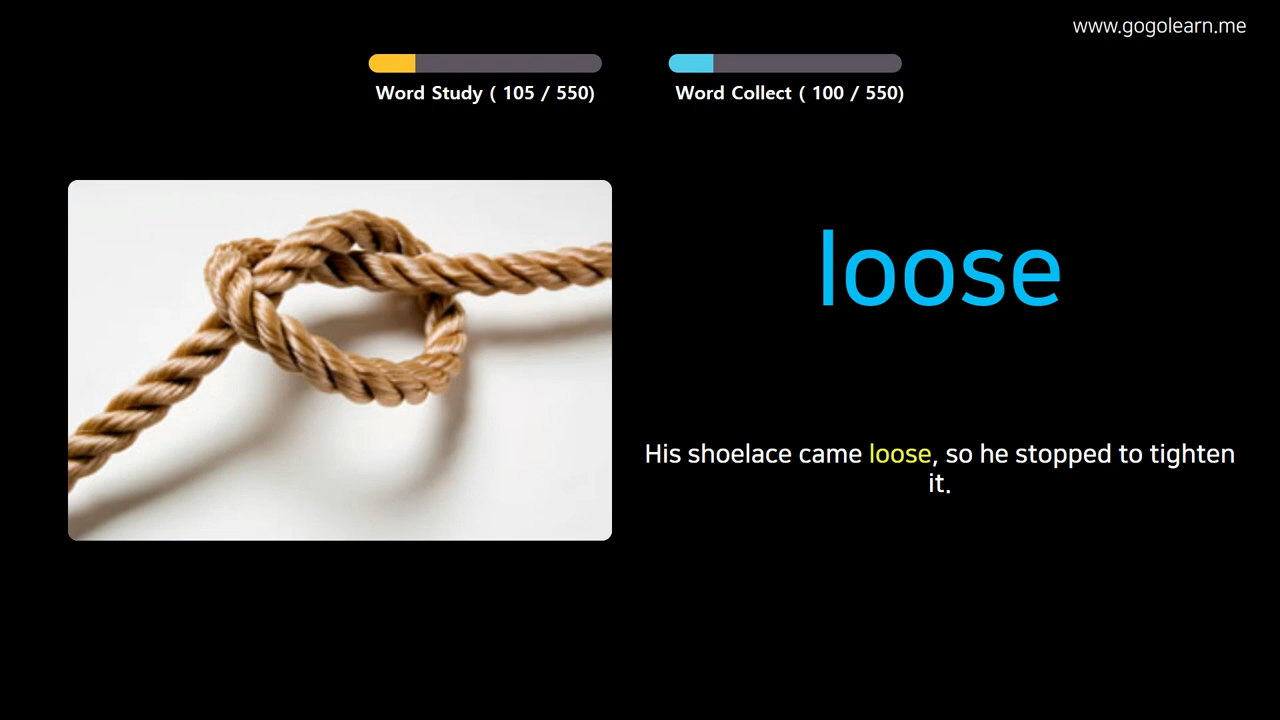 www.gogolearn.me
Word Study ( 105 / 550)
Word Collect ( 100 / 550)
loose
His shoelace came loose, so he stopped to tighten
it.